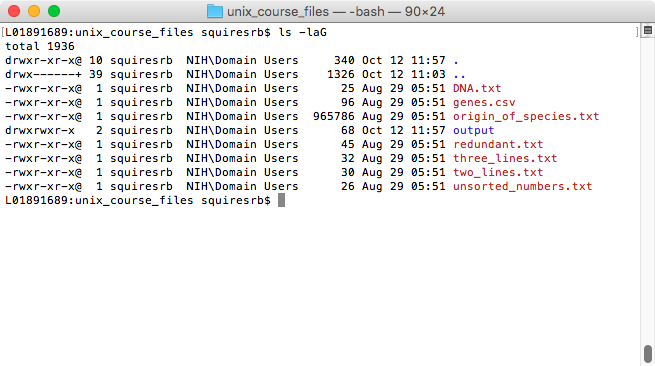 unix_course_files — -bash — 90×24
[L01891689:unix_course_files squiresrb$ ls -laG ]
total 1936
drwxr-xr-x@ 10 squiresrb  NIH\Domain Users     340 Oct 12 11:57 .
drwx------+ 39 squiresrb  NIH\Domain Users    1326 Oct 12 11:03 ..
-rwxr-xr-x@  1 squiresrb  NIH\Domain Users      25 Aug 29 05:51 DNA.txt
-rwxr-xr-x@  1 squiresrb  NIH\Domain Users      96 Aug 29 05:51 genes.csv
-rwxr-xr-x@  1 squiresrb  NIH\Domain Users  965786 Aug 29 05:51 origin_of_species.txt
drwxrwxr-x   2 squiresrb  NIH\Domain Users      68 Oct 12 11:57 output
-rwxr-xr-x@  1 squiresrb  NIH\Domain Users      45 Aug 29 05:51 redundant.txt
-rwxr-xr-x@  1 squiresrb  NIH\Domain Users      32 Aug 29 05:51 three_lines.txt
-rwxr-xr-x@  1 squiresrb  NIH\Domain Users      30 Aug 29 05:51 two_lines.txt
-rwxr-xr-x@  1 squiresrb  NIH\Domain Users      26 Aug 29 05:51 unsorted_numbers.txt
L01891689:unix_course_files squiresrb$